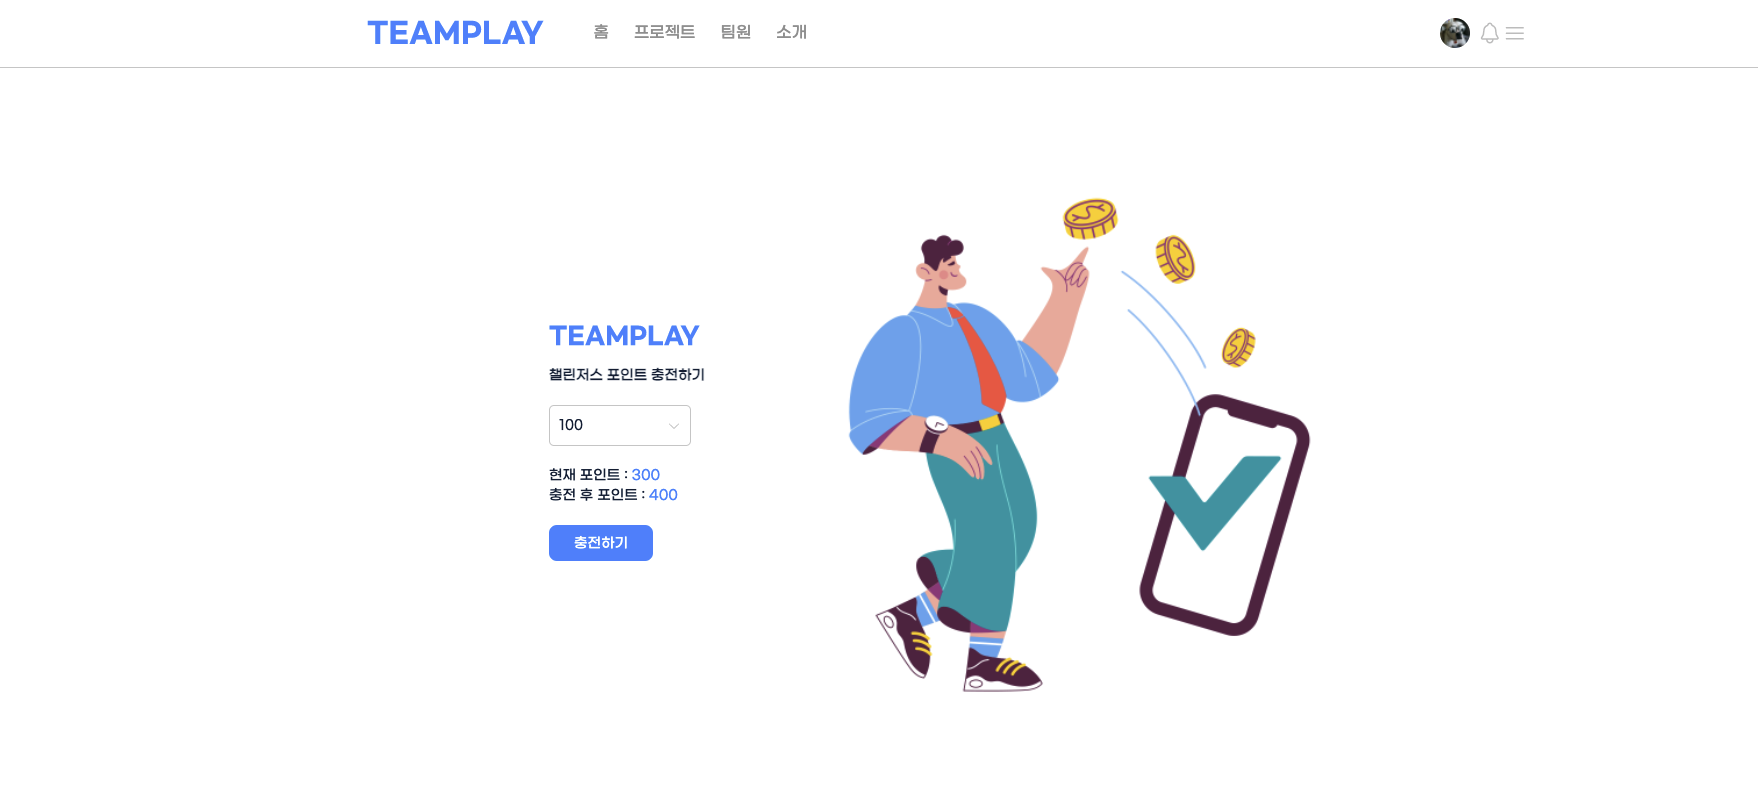 TEAMPLAY
홈 프로젝트 팀원 소개
TEAMPLAY
챌린저스 포인트 충전하기
100
현재 포인트 : 300
충전 후 포인트 : 400
충전하기